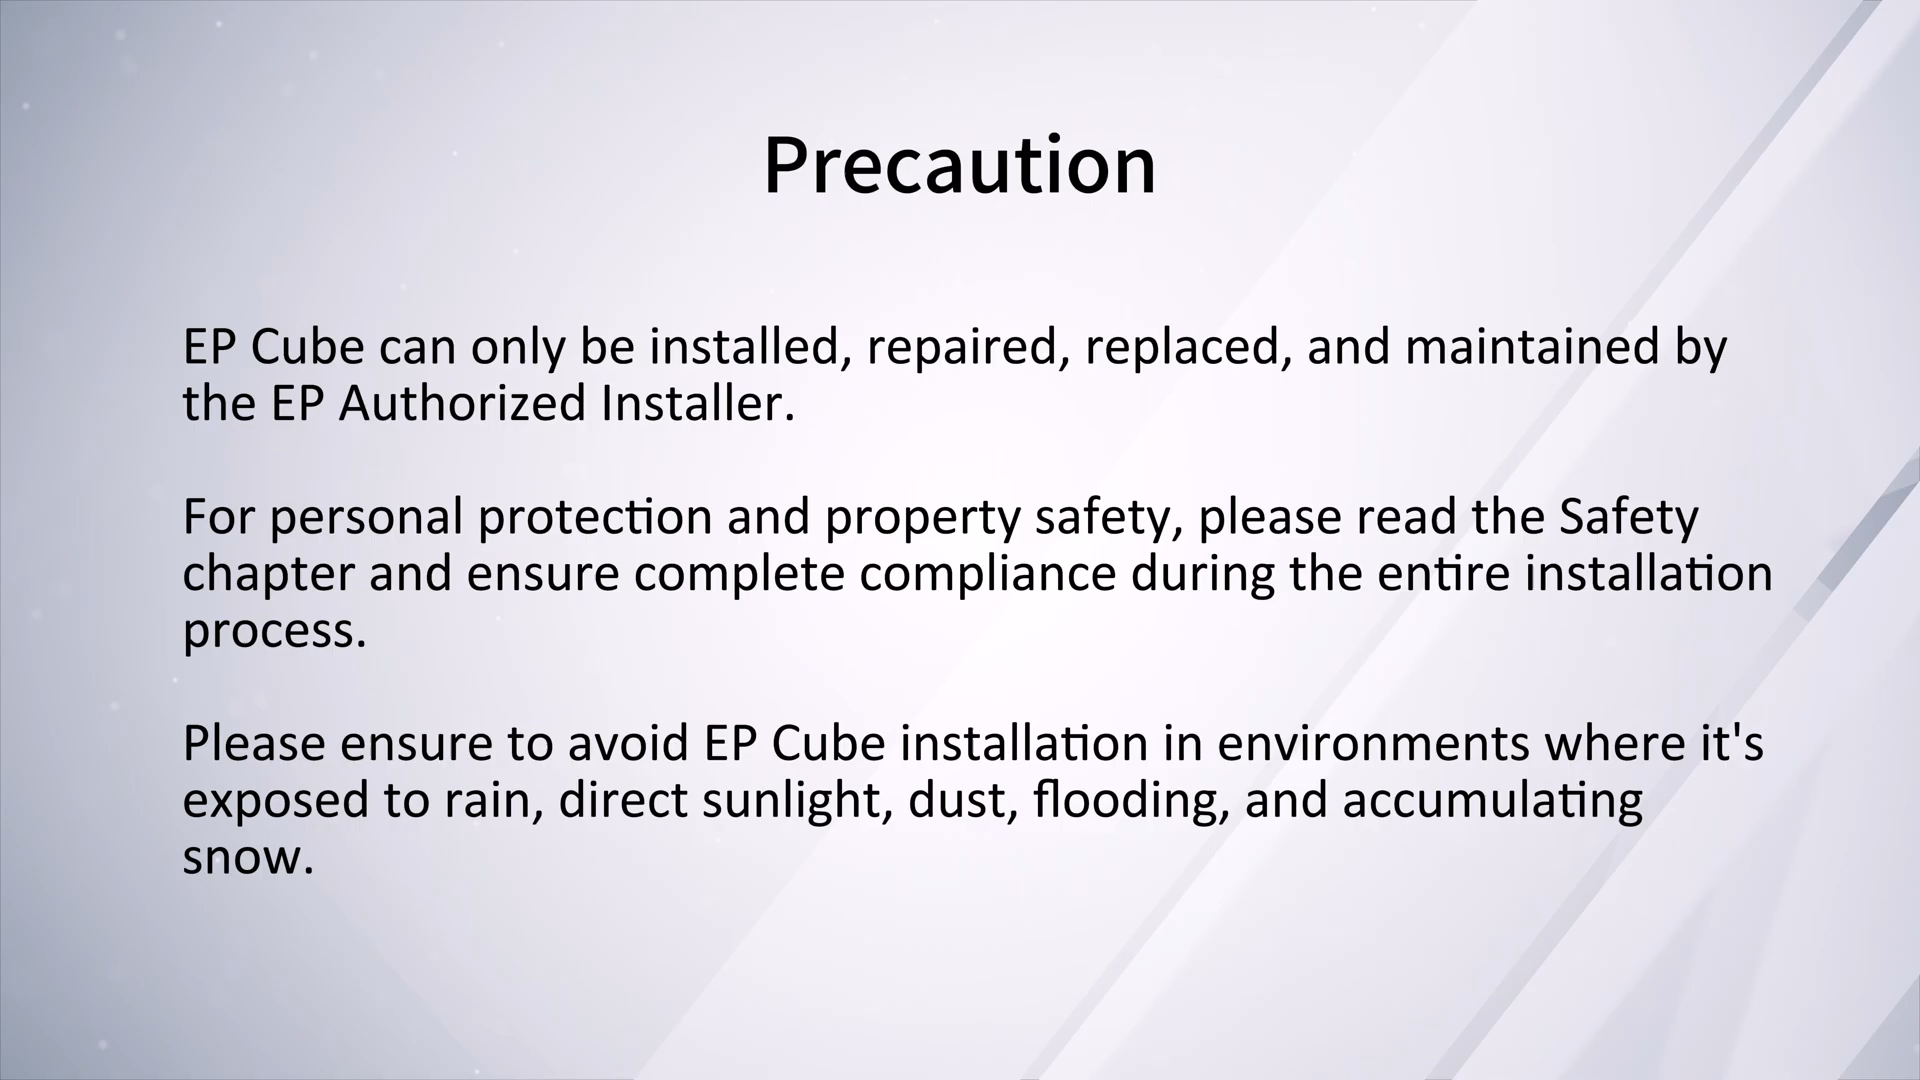 Precaution
EP Cube can only be installed, repaired, replaced, and maintained by
the EP Authorized Installer.
For personal protection and property safety, please read the Safety
chapter and ensure complete compliance during the entire installation
process.
Please ensure to avoid EP Cube installation in environments where it's
exposed to rain, direct sunlight, dust, flooding, and accumulating
snow.